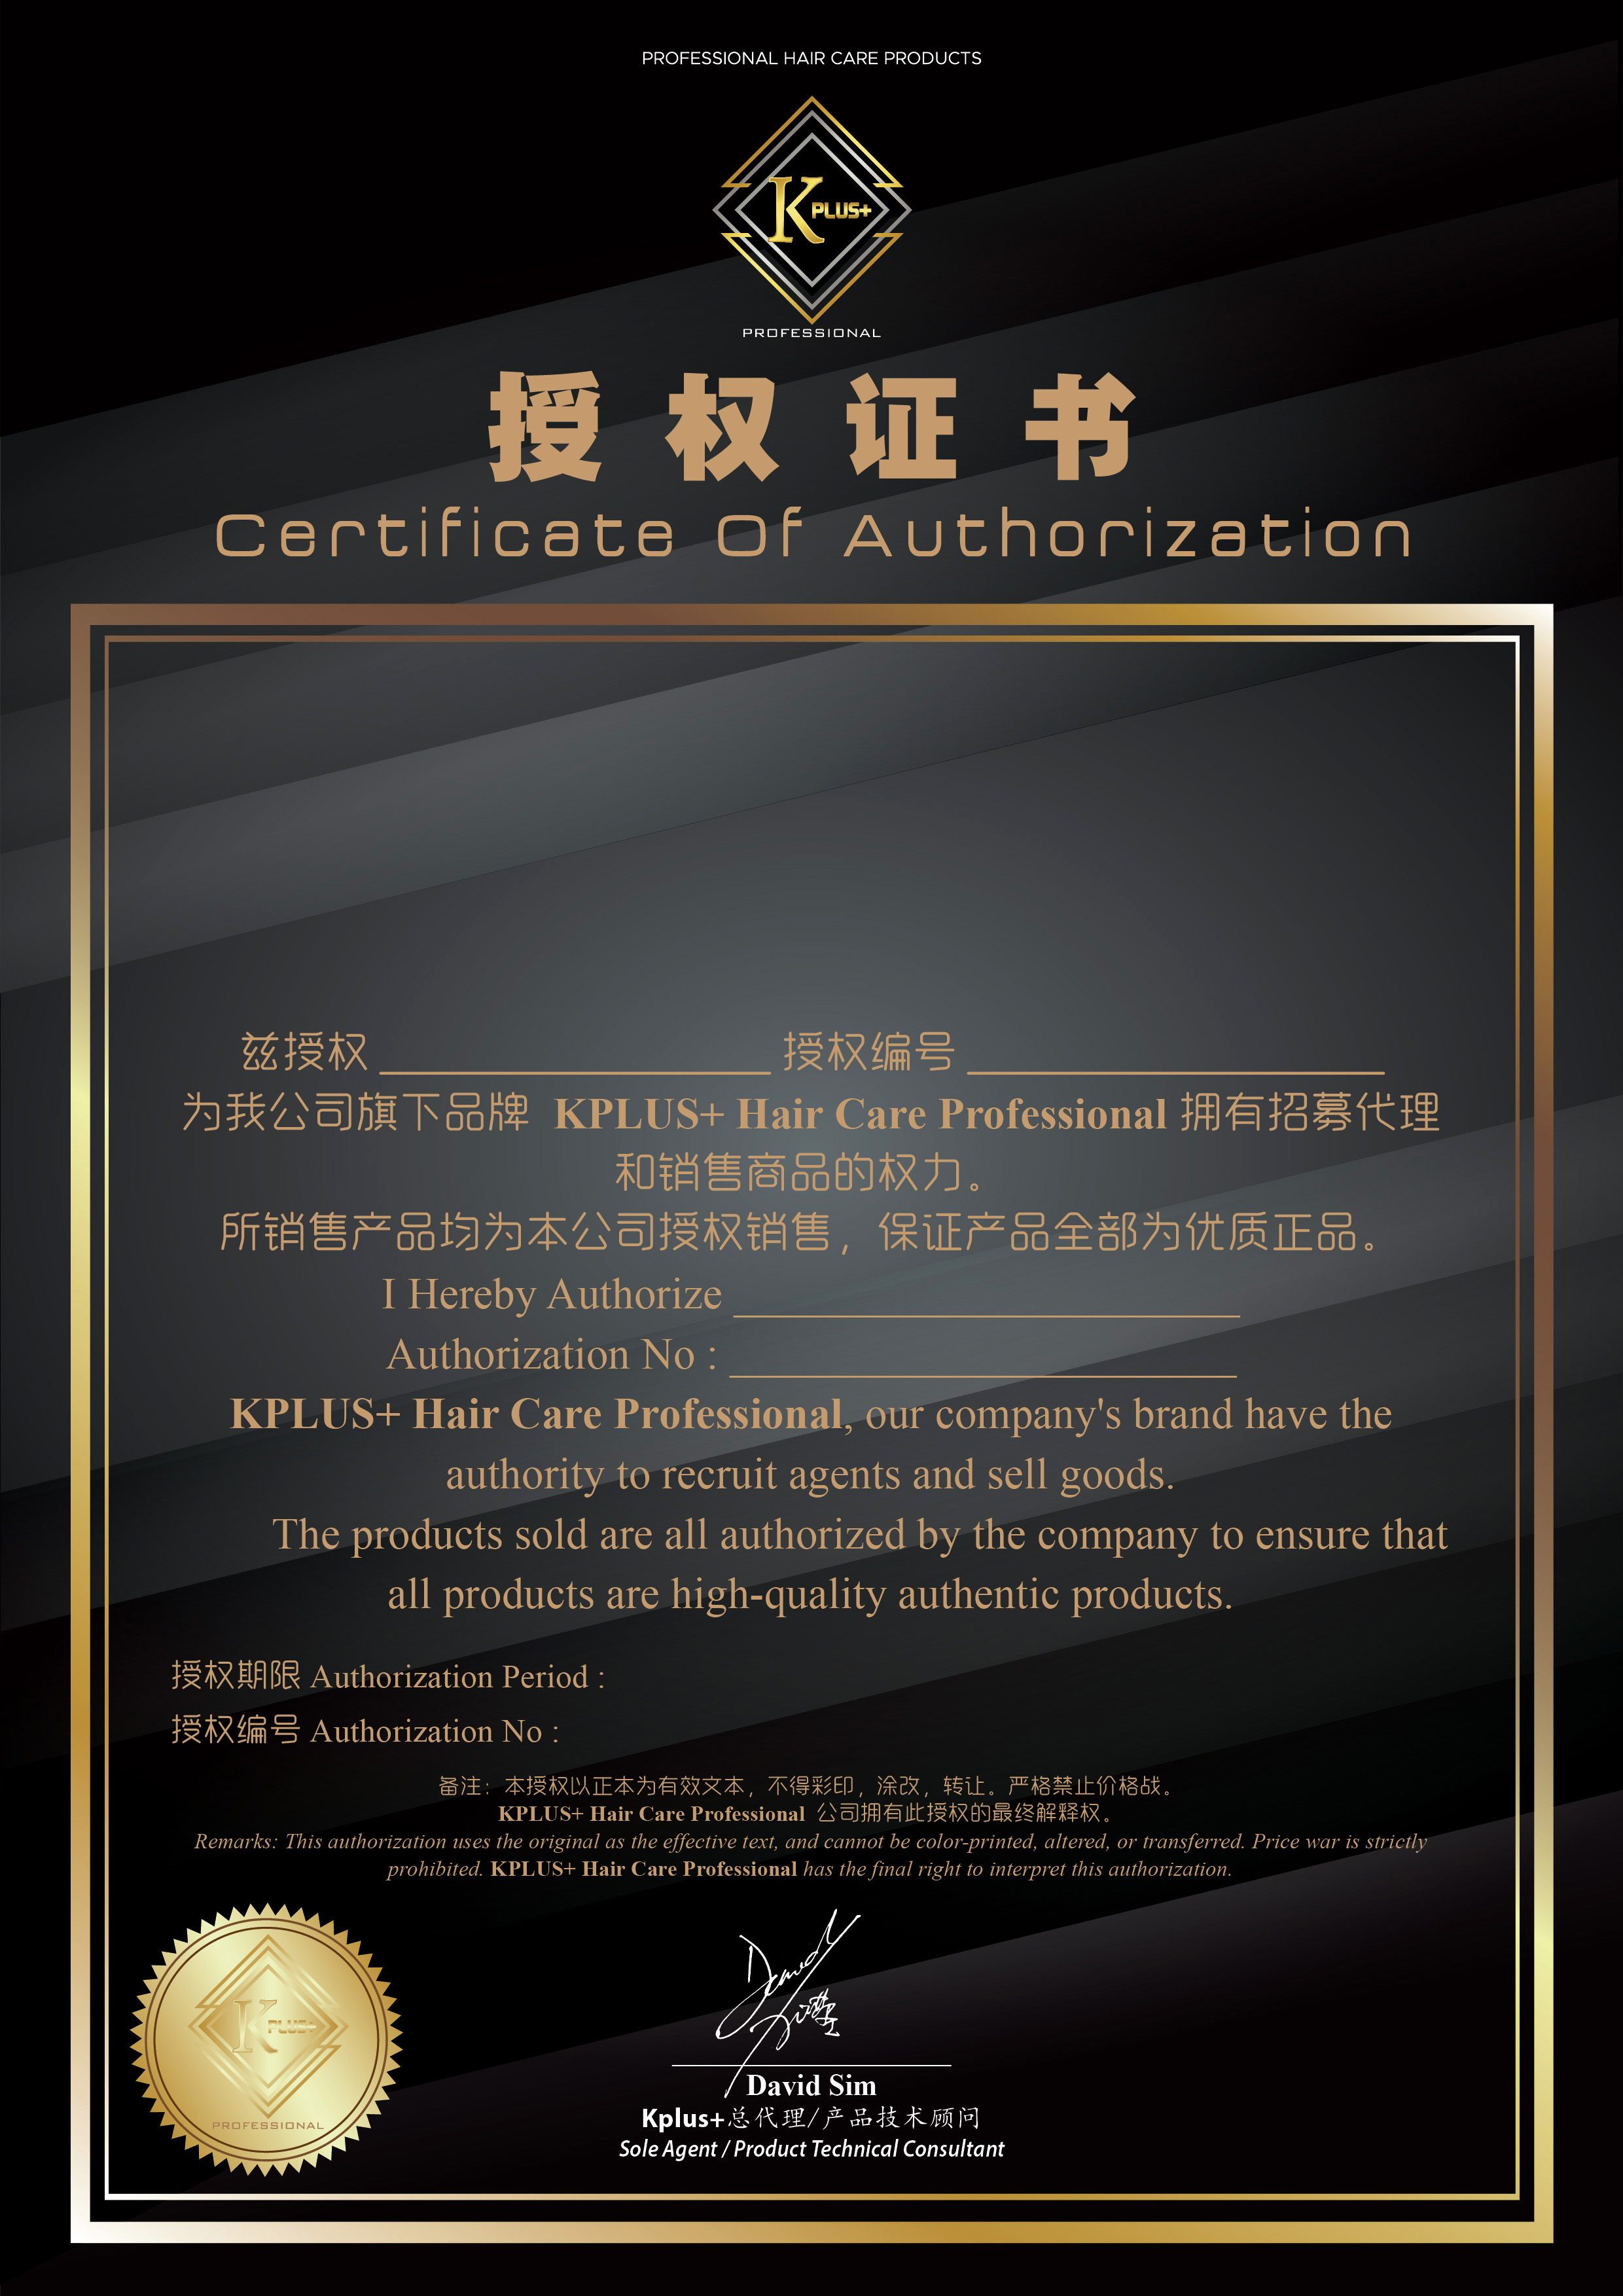 PROFESSIONAL HAIR CARE PRODUCTS
K PLUS+
PROFESSIONAL
授权证书
Certificate Of Authorization
兹授权 __________________ 授权编号 __________________
为我公司旗下品牌 KPLUS+ Hair Care Professional 拥有招募代理
和销售商品的权力。
所销售产品均为本公司授权销售，保证产品全部为优质正品。
I Hereby Authorize ______________________
Authorization No : ______________________
KPLUS+ Hair Care Professional, our company's brand have the
authority to recruit agents and sell goods.
The products sold are all authorized by the company to ensure that
all products are high-quality authentic products.
授权期限 Authorization Period :
授权编号 Authorization No :
备注：本授权以正本为有效文本，不得彩印，涂改，转让。严格禁止价格战。
KPLUS+ Hair Care Professional 公司拥有此授权的最终解释权。
Remarks: This authorization uses the original as the effective text, and cannot be color-printed, altered, or transferred. Price war is strictly
prohibited. KPLUS+ Hair Care Professional has the final right to interpret this authorization.
K PLUS+
PROFESSIONAL
David
David Sim
Kplus+总代理/产品技术顾问
Sole Agent / Product Technical Consultant